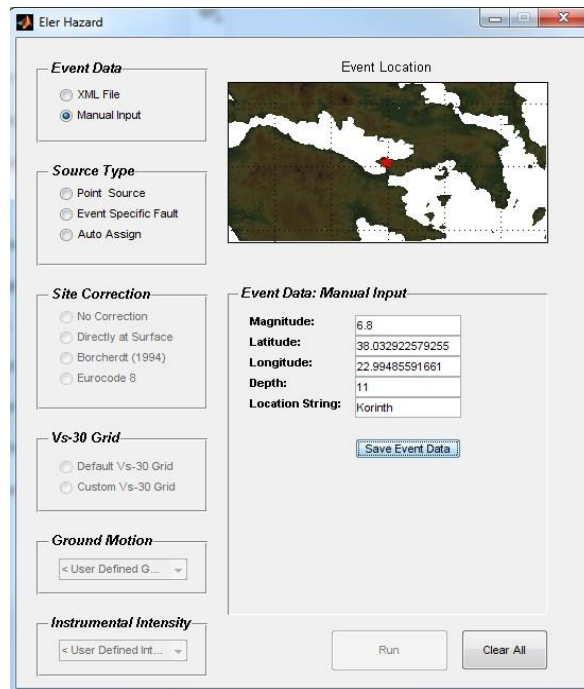 Eler Hazard
Event Data
XML File
Manual Input
Source Type
Point Source
Event Specific Fault
Auto Assign
Site Correction
No Correction
Directly at Surface
Borcherdt (1994)
Eurocode 8
Vs-30 Grid
Default Vs-30 Grid
Custom Vs-30 Grid
Ground Motion
< User Defined G...
Instrumental Intensity
< User Defined Int...
Event Location
Event Data: Manual Input
Magnitude: 6.8
Latitude: 38.032922579255
Longitude: 22.99485591661
Depth: 11
Location String: Korinth
Save Event Data
Run
Clear All